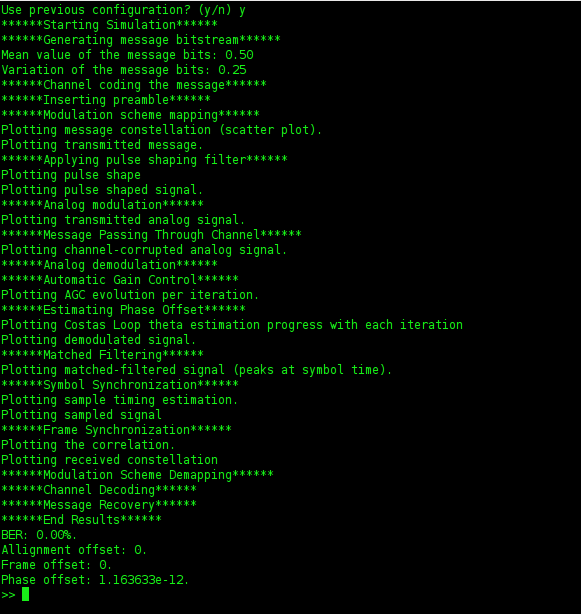 Use previous configuration? (y/n) y
******Starting Simulation******
******Generating message bitstream******
Mean value of the message bits: 0.50
Variation of the message bits: 0.25
******Channel coding the message******
******Inserting preamble******
******Modulation scheme mapping******
Plotting message constellation (scatter plot).
Plotting transmitted message.
******Applying pulse shaping filter******
Plotting pulse shape
Plotting pulse shaped signal.
******Analog modulation******
Plotting transmitted analog signal.
******Message Passing Through Channel******
Plotting channel-corrupted analog signal.
******Analog demodulation******
******Automatic Gain Control******
Plotting AGC evolution per iteration.
******Estimating Phase Offset******
Plotting Costas Loop theta estimation progress with each iteration
Plotting demodulated signal.
******Matched Filtering******
Plotting matched-filtered signal (peaks at symbol time).
******Symbol Synchronization******
Plotting sample timing estimation.
Plotting sampled signal
******Frame Synchronization******
Plotting the correlation.
Plotting received constellation
******Modulation Scheme Demapping******
******Channel Decoding******
******Message Recovery******
******End Results******
BER: 0.00%.
Allignment offset: 0.
Frame offset: 0.
Phase offset: 1.163633e-12.
>>